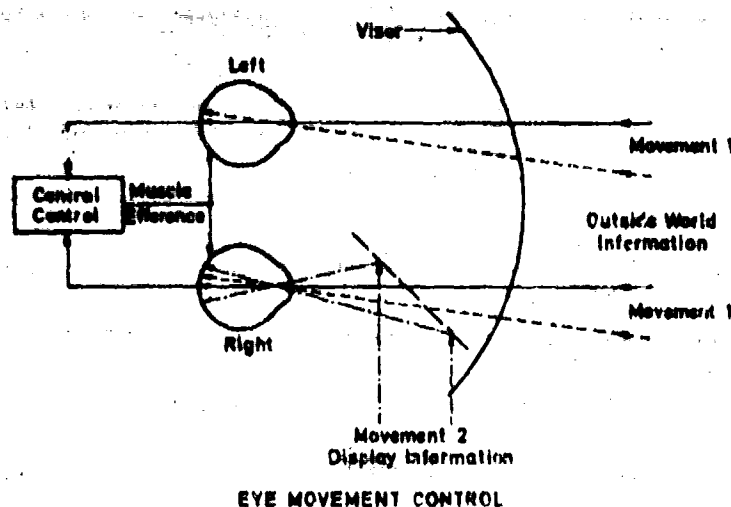 Visor
Left
Movement 1
Central
Control
Muscle
Efference
Outside World
Information
Movement 1
Right
Movement 2
Display Information
EYE MOVEMENT CONTROL